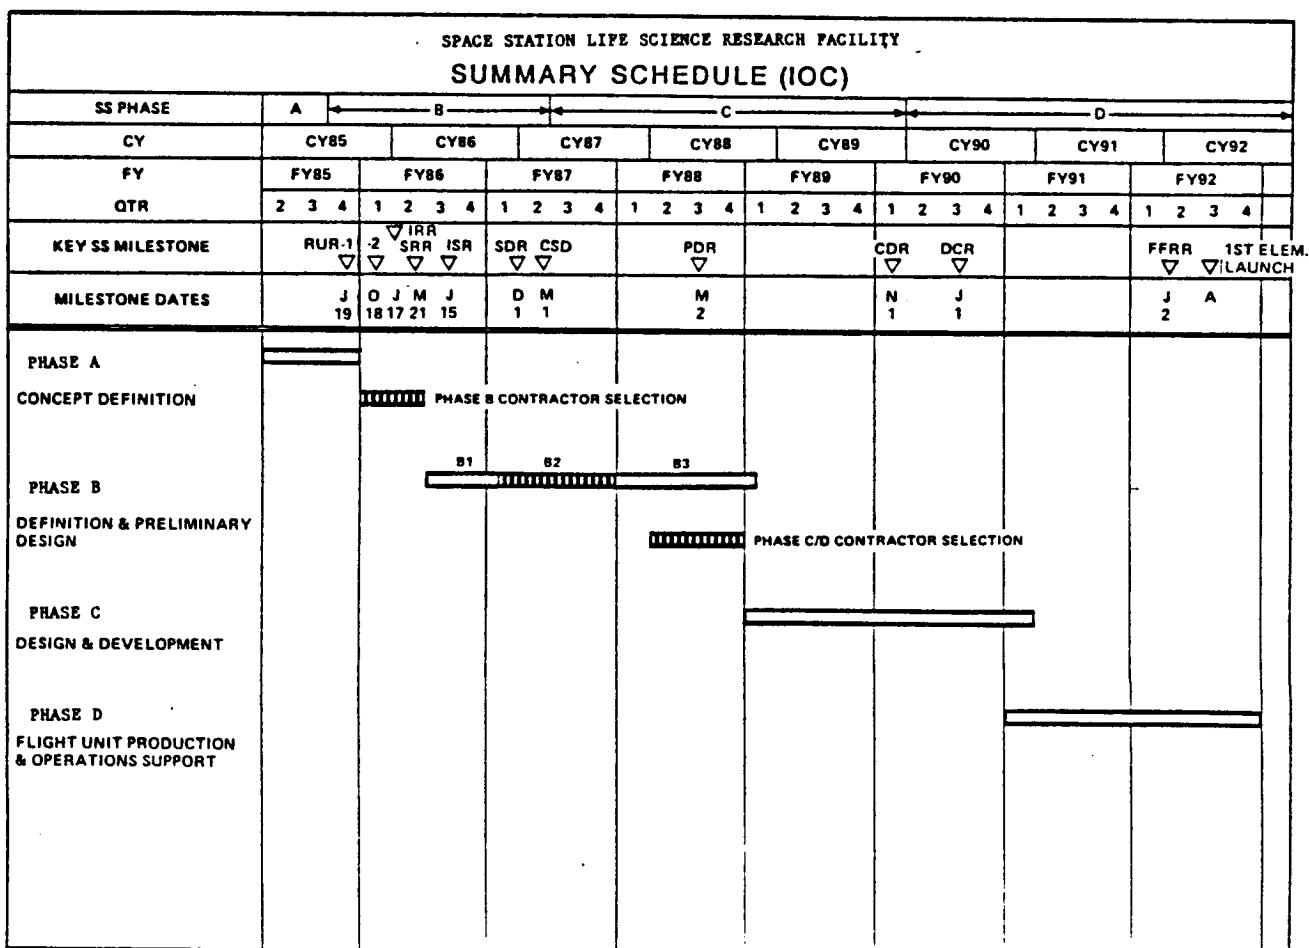 SPACE STATION LIFE SCIENCE RESEARCH FACILITY
SUMMARY SCHEDULE (IOC)
SS PHASE A B C D
CY CY85 CY86 CY87 CY88 CY89 CY90 CY91 CY92
FY FY85 FY86 FY87 FY88 FY89 FY90 FY91 FY92
QTR 2 3 4 1 2 3 4 1 2 3 4 1 2 3 4 1 2 3 4 1 2 3 4 1 2 3 4 1 2 3 4
IRR
KEY SS MILESTONE RUR-1 -2 SRR ISR SDR CSD PDR CDR DCR FFRR 1ST ELEM.
LAUNCH
MILESTONE DATES J O J M J D M M N J J A
19 18 17 21 15 1 1 2 1 1 2
PHASE A
CONCEPT DEFINITION PHASE B CONTRACTOR SELECTION
B1 B2 B3
PHASE B
DEFINITION & PRELIMINARY
DESIGN PHASE C/D CONTRACTOR SELECTION
PHASE C
DESIGN & DEVELOPMENT
PHASE D
FLIGHT UNIT PRODUCTION
& OPERATIONS SUPPORT